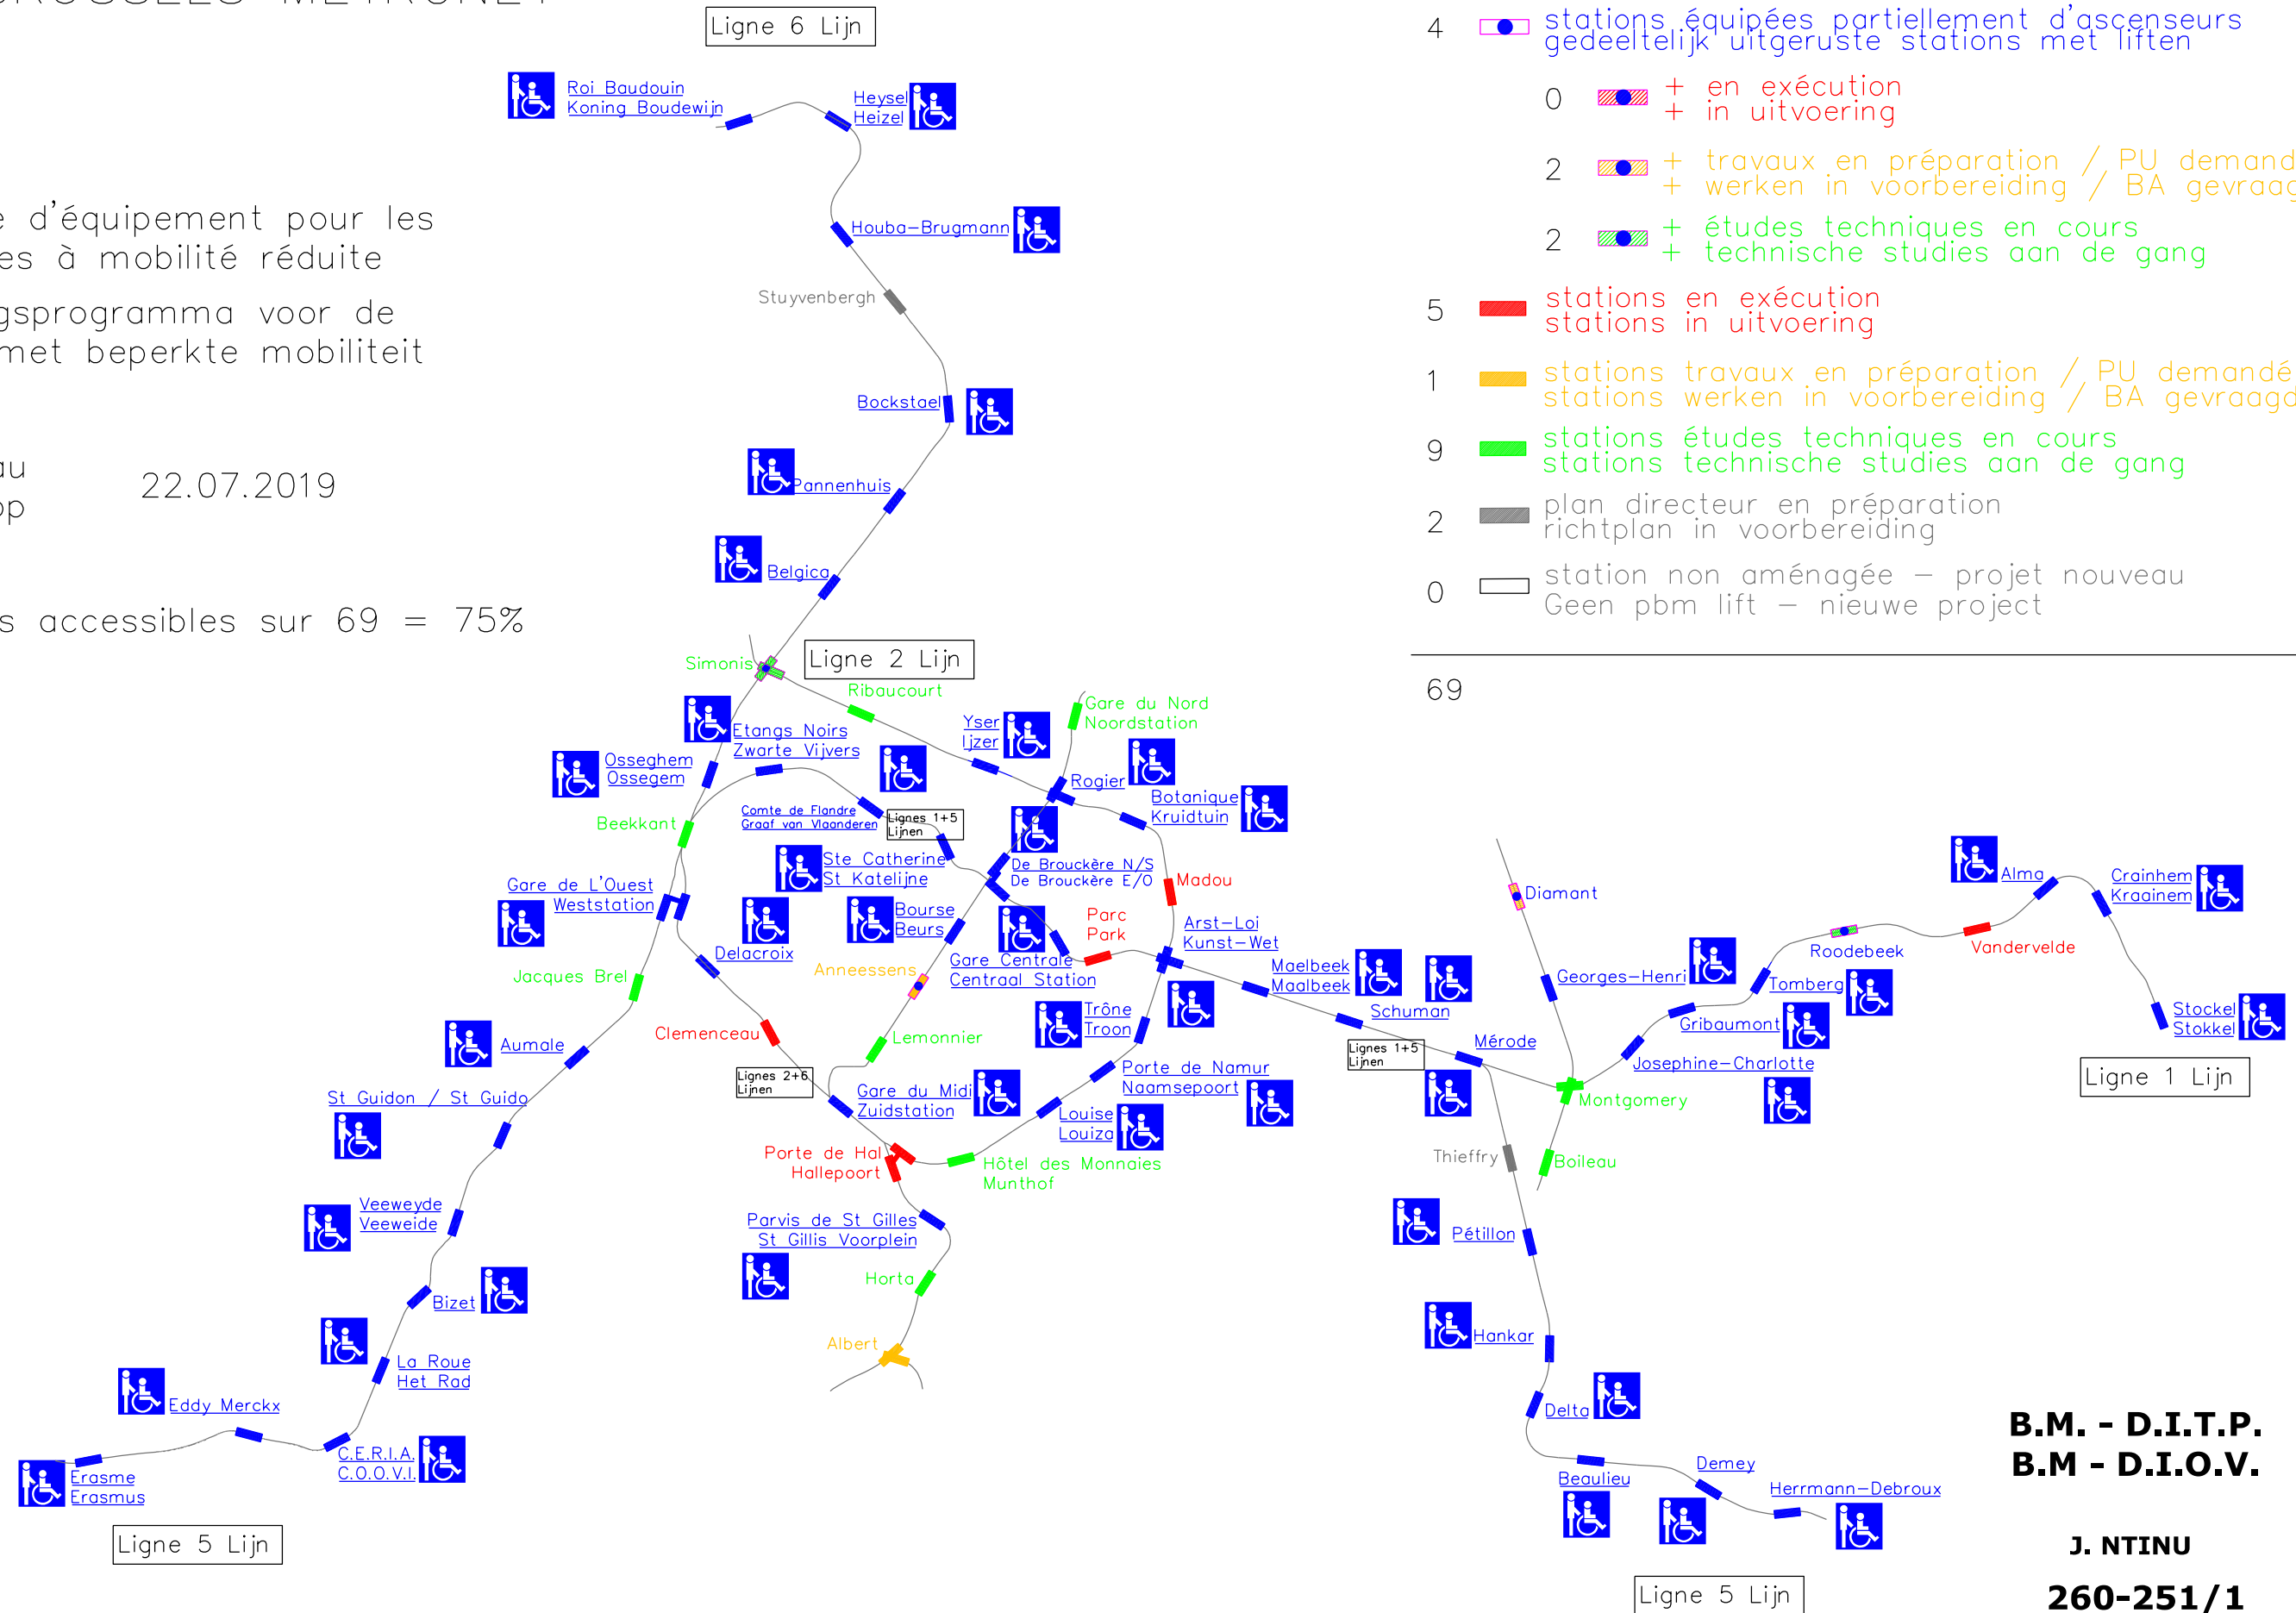 BRUSSELS METRONET
e d'équipement pour les
es à mobilité réduite
gsprogramma voor de
met beperkte mobiliteit
au
op
22.07.2019
s accessibles sur 69 = 75%
4
stations équipées partiellement d'ascenseurs
gedeeltelijk uitgeruste stations met liften
0
+ en exécution
+ in uitvoering
2
+ travaux en préparation / PU demand
+ werken in voorbereiding / BA gevraag
2
+ études techniques en cours
+ technische studies aan de gang
5
stations en exécution
stations in uitvoering
1
stations travaux en préparation / PU demandé
stations werken in voorbereiding / BA gevraagd
9
stations études techniques en cours
stations technische studies aan de gang
2
plan directeur en préparation
richtplan in voorbereiding
0
station non aménagée – projet nouveau
Geen pbm lift – nieuwe project
69
Ligne 6 Lijn
Roi Baudouin
Koning Boudewijn
Heysel
Heizel
Houba-Brugmann
Stuyvenbergh
Bockstael
Pannenhuis
Belgica
Simonis
Ligne 2 Lijn
Ribaucourt
Gare du Nord
Noordstation
Yser
Ijzer
Etangs Noirs
Zwarte Vijvers
Osseghem
Ossegem
Rogier
Botanique
Kruidtuin
Comte de Flandre
Graaf van Vlaanderen
Lignes 1+5
Lijnen
Beekkant
Ste Catherine
St Katelijne
De Brouckère N/S
De Brouckère E/O
Madou
Gare de L'Ouest
Weststation
Bourse
Beurs
Parc
Park
Arst-Loi
Kunst-Wet
Delacroix
Anneessens
Gare Centrale
Centraal Station
Maelbeek
Maalbeek
Jacques Brel
Trône
Troon
Schuman
Clemenceau
Lemonnier
Aumale
Lignes 2+6
Lijnen
Gare du Midi
Zuidstation
Porte de Namur
Naamsepoort
Louise
Louiza
St Guidon / St Guido
Porte de Hal
Hallepoort
Hôtel des Monnaies
Munthof
Veeweyde
Veeweide
Parvis de St Gilles
St Gillis Voorplein
Horta
Bizet
Albert
La Roue
Het Rad
Eddy Merckx
C.E.R.I.A.
C.O.O.V.I.
Erasme
Erasmus
Ligne 5 Lijn
Diamant
Alma
Crainhem
Kraainem
Roodebeek
Vandervelde
Georges-Henri
Tomberg
Gribaumont
Stockel
Stokkel
Mérode
Lignes 1+5
Lijnen
Josephine-Charlotte
Ligne 1 Lijn
Montgomery
Thieffry
Boileau
Pétillon
Hankar
Delta
Beaulieu
Demey
Herrmann-Debroux
Ligne 5 Lijn
B.M. - D.I.T.P.
B.M - D.I.O.V.
J. NTINU
260-251/1